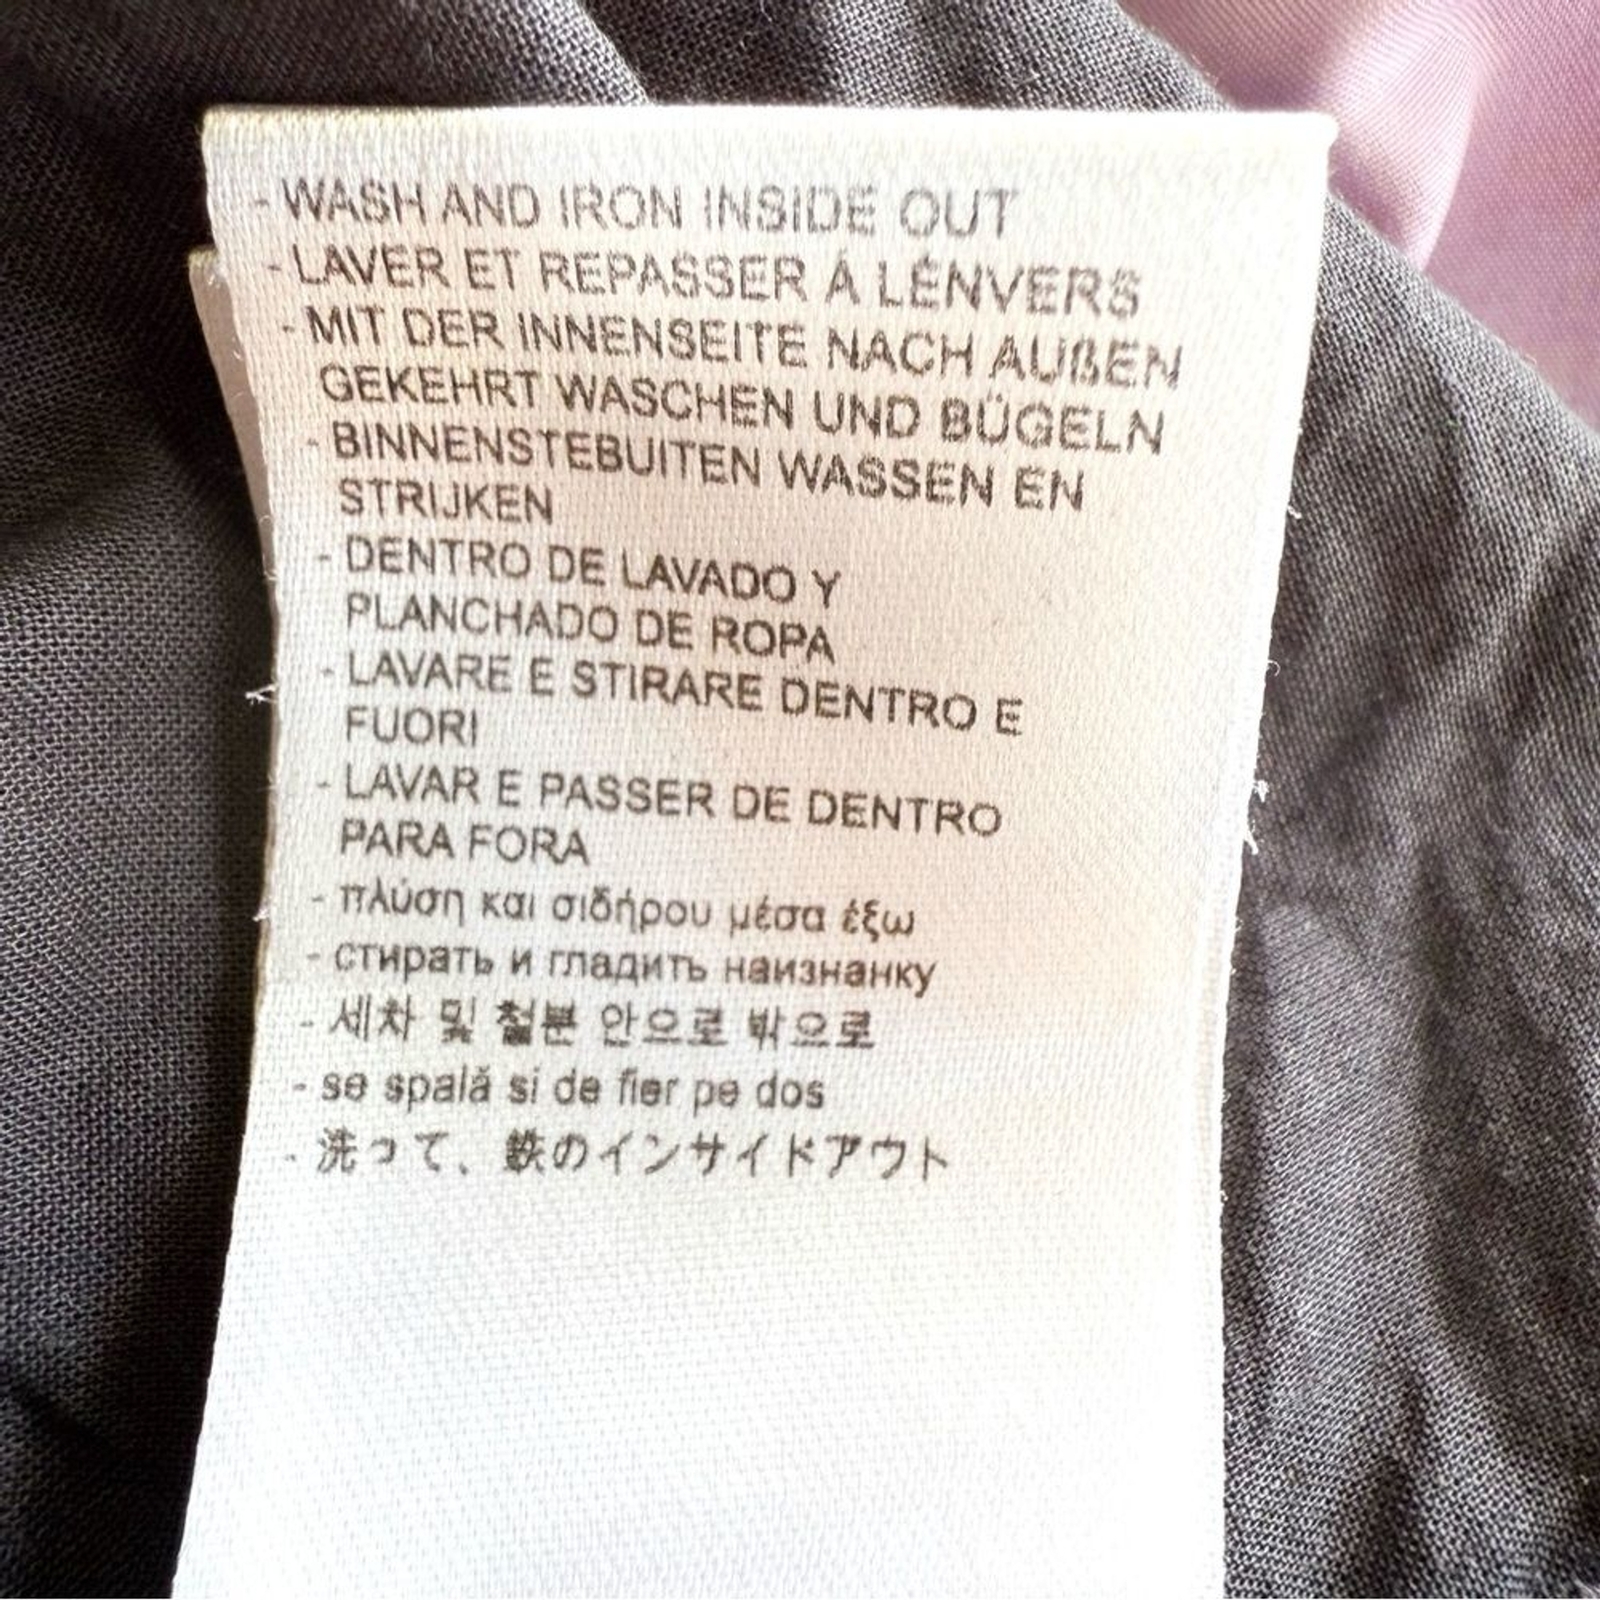 - WASH AND IRON INSIDE OUT
- LAVER ET REPASSER À LÉNVERS
- MIT DER INNENSEITE NACH AUßEN
GEKEHRT WASCHEN UND BÜGELN
- BINNENSTEBUITEN WASSEN EN
STRIJKEN
- DENTRO DE LAVADO Y
PLANCHADO DE ROPA
- LAVARE E STIRARE DENTRO E
FUORI
- LAVAR E PASSER DE DENTRO
PARA FORA
- πλύση και σιδήρου μέσα έξω
- стирать и гладить наизнанку
- 세차 및 철분 안으로 밖으로
- se spală si de fier pe dos
- 洗って、鉄のインサイドアウト